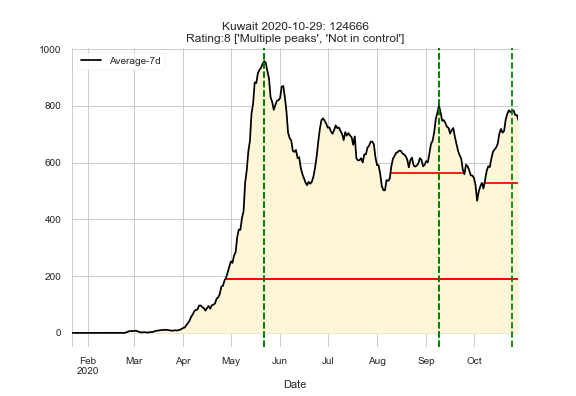 Kuwait 2020-10-29: 124666
Rating:8 ['Multiple peaks', 'Not in control']
1000
Average-7d
800
600
400
200
0
Feb Mar Apr May Jun Jul Aug Sep Oct
2020
Date